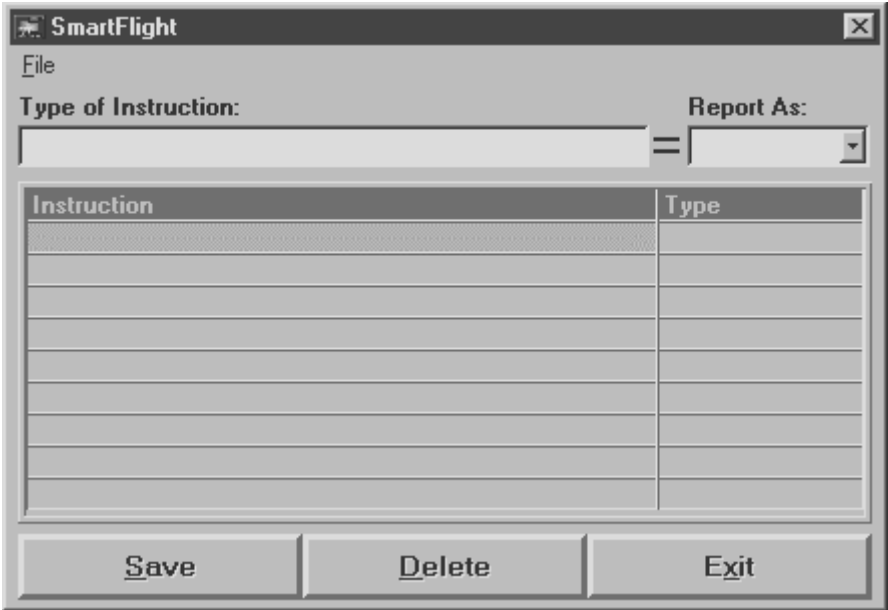 SmartFlight
File
Type of Instruction: Report As:
=
Instruction Type
Save Delete Exit